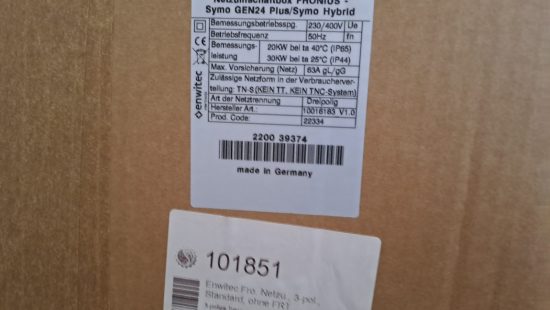 Netzumschaltbox FRONIUS -
Symo GEN24 Plus/Symo Hybrid
Bemessungsbetriebsspg. 230/400V Ue
Betriebsfrequenz 50Hz fn
Bemessungs- 20KW bei ta 40°C (IP65)
leistung 30KW bei ta 25°C (IP44)
Max. Vorsicherung (Netz) 63A gL/gG
Zulässige Netzform in der Verbraucherver-
teilung: TN-S (KEIN TT, KEIN TNC-System)
Art der Netztrennung Dreipolig
Hersteller Art.: 10016183 V1.0
Prod. Code: 22334
enwitec
CE
2200 39374
made in Germany
101851
Enwitec Fro. Netzu., 3-pol.,
Standard, ohne FRT